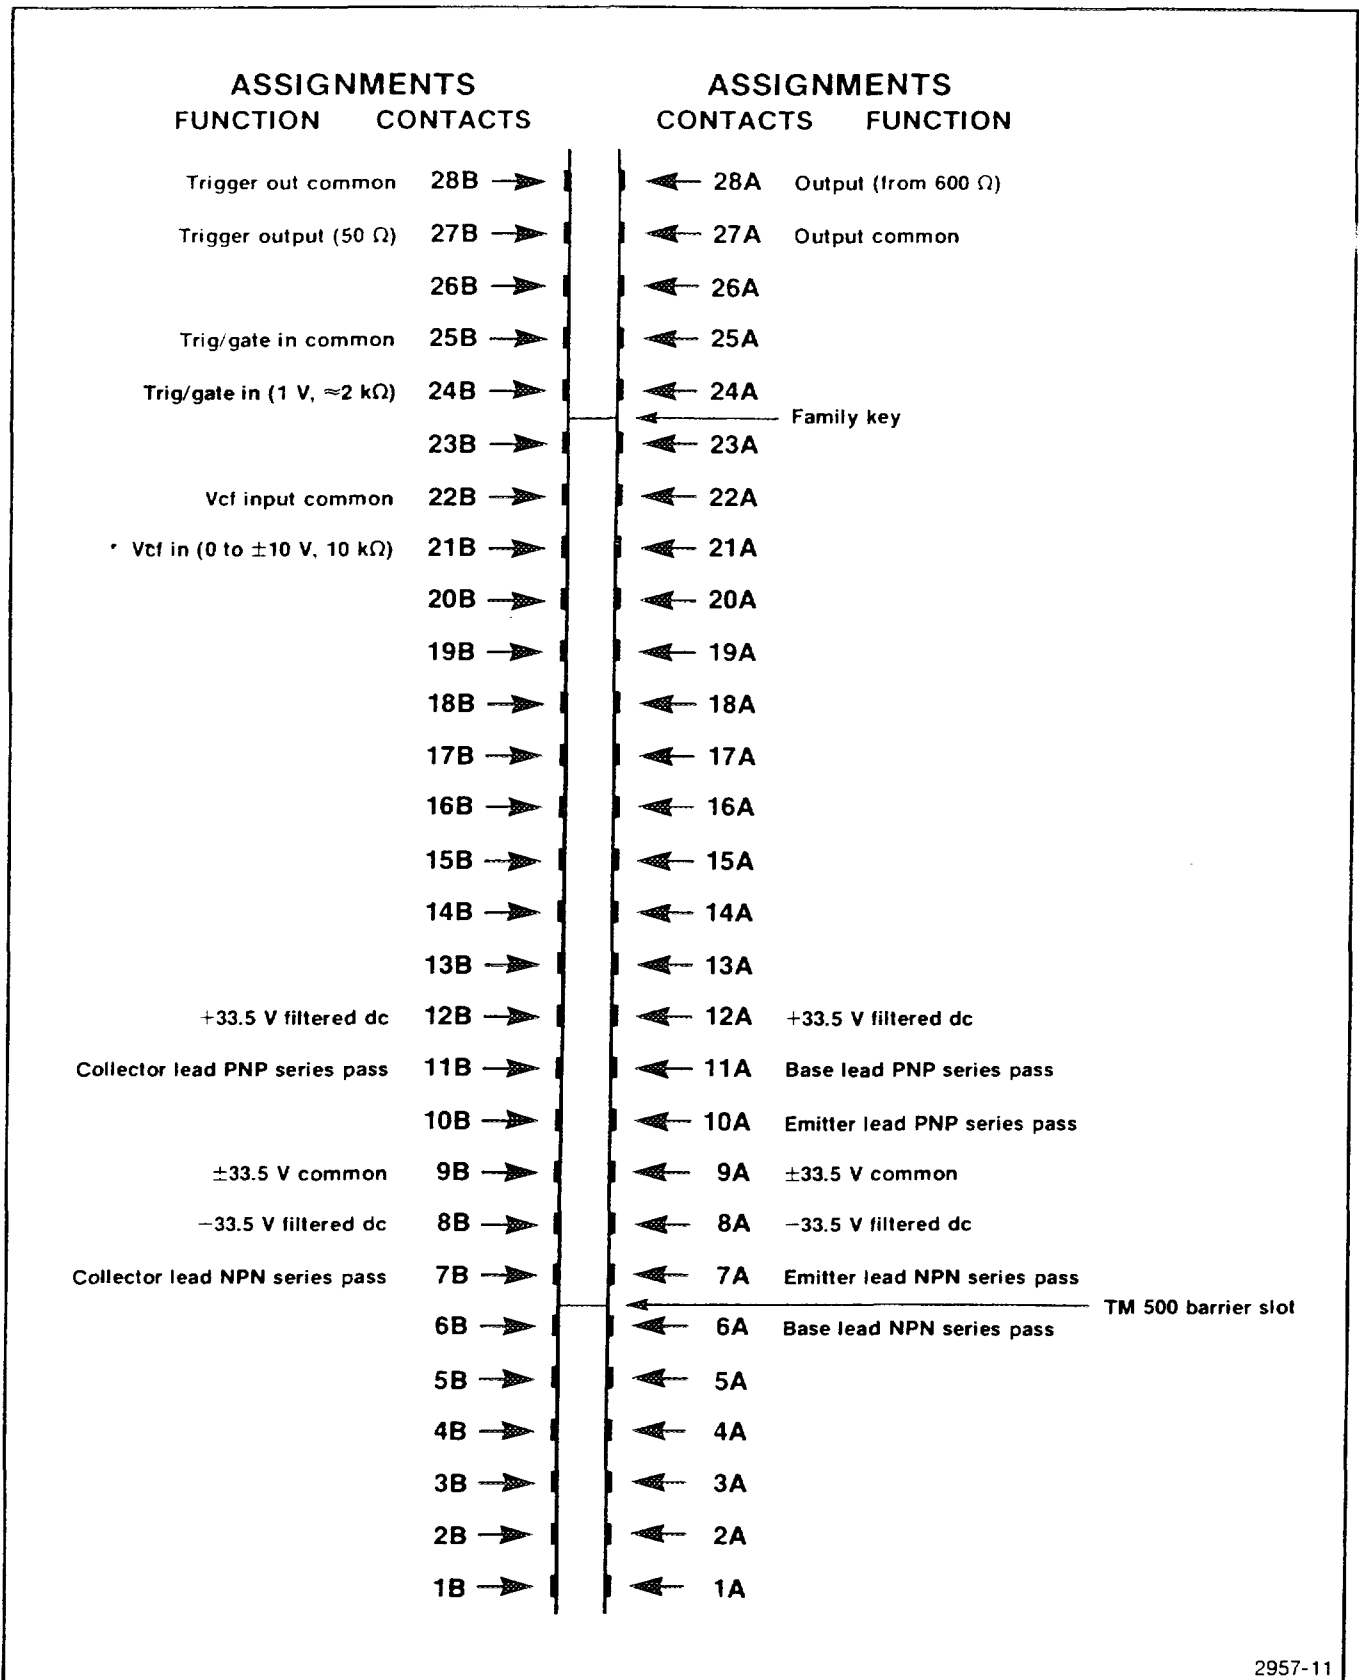 ASSIGNMENTS ASSIGNMENTS
FUNCTION CONTACTS CONTACTS FUNCTION
Trigger out common 28B 28A Output (from 600 Ω)
Trigger output (50 Ω) 27B 27A Output common
26B 26A
Trig/gate in common 25B 25A
Trig/gate in (1 V, ≈2 kΩ) 24B 24A
Family key
23B 23A
Vcf input common 22B 22A
Vcf in (0 to ±10 V, 10 kΩ) 21B 21A
20B 20A
19B 19A
18B 18A
17B 17A
16B 16A
15B 15A
14B 14A
13B 13A
+33.5 V filtered dc 12B 12A +33.5 V filtered dc
Collector lead PNP series pass 11B 11A Base lead PNP series pass
10B 10A Emitter lead PNP series pass
±33.5 V common 9B 9A ±33.5 V common
−33.5 V filtered dc 8B 8A −33.5 V filtered dc
Collector lead NPN series pass 7B 7A Emitter lead NPN series pass
TM 500 barrier slot
6B 6A Base lead NPN series pass
5B 5A
4B 4A
3B 3A
2B 2A
1B 1A
2957-11